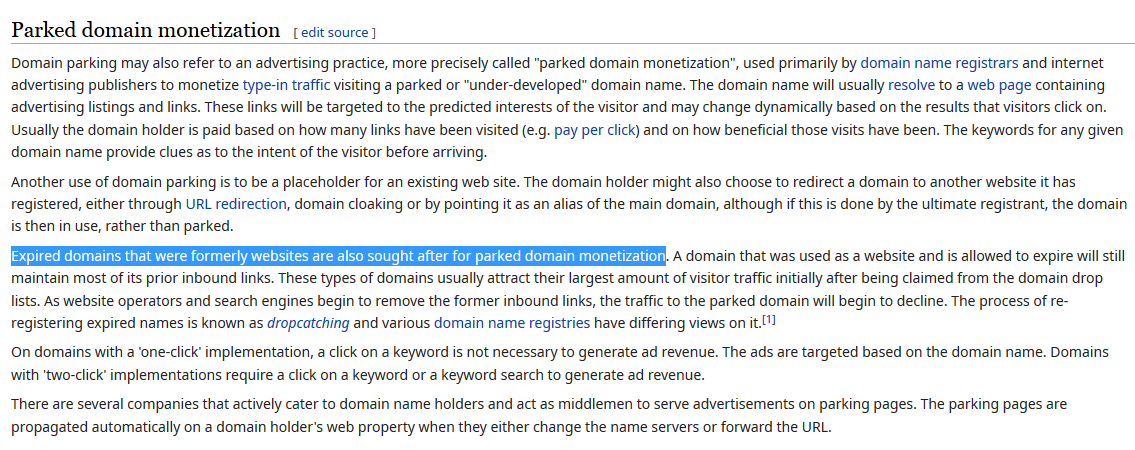 Parked domain monetization [ edit source ]
Domain parking may also refer to an advertising practice, more precisely called "parked domain monetization", used primarily by domain name registrars and internet
advertising publishers to monetize type-in traffic visiting a parked or "under-developed" domain name. The domain name will usually resolve to a web page containing
advertising listings and links. These links will be targeted to the predicted interests of the visitor and may change dynamically based on the results that visitors click on.
Usually the domain holder is paid based on how many links have been visited (e.g. pay per click) and on how beneficial those visits have been. The keywords for any given
domain name provide clues as to the intent of the visitor before arriving.
Another use of domain parking is to be a placeholder for an existing web site. The domain holder might also choose to redirect a domain to another website it has
registered, either through URL redirection, domain cloaking or by pointing it as an alias of the main domain, although if this is done by the ultimate registrant, the domain
is then in use, rather than parked.
Expired domains that were formerly websites are also sought after for parked domain monetization. A domain that was used as a website and is allowed to expire will still
maintain most of its prior inbound links. These types of domains usually attract their largest amount of visitor traffic initially after being claimed from the domain drop
lists. As website operators and search engines begin to remove the former inbound links, the traffic to the parked domain will begin to decline. The process of re-
registering expired names is known as dropcatching and various domain name registries have differing views on it.[1]
On domains with a 'one-click' implementation, a click on a keyword is not necessary to generate ad revenue. The ads are targeted based on the domain name. Domains
with 'two-click' implementations require a click on a keyword or a keyword search to generate ad revenue.
There are several companies that actively cater to domain name holders and act as middlemen to serve advertisements on parking pages. The parking pages are
propagated automatically on a domain holder's web property when they either change the name servers or forward the URL.